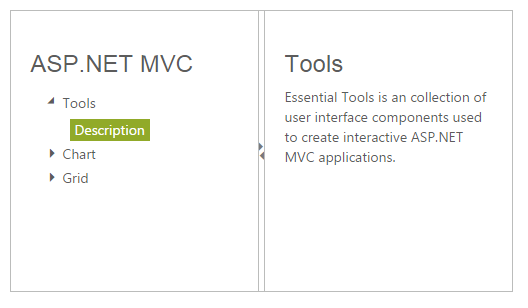 ASP.NET MVC
Tools
Description
Chart
Grid
Tools
Essential Tools is an collection of
user interface components used
to create interactive ASP.NET
MVC applications.